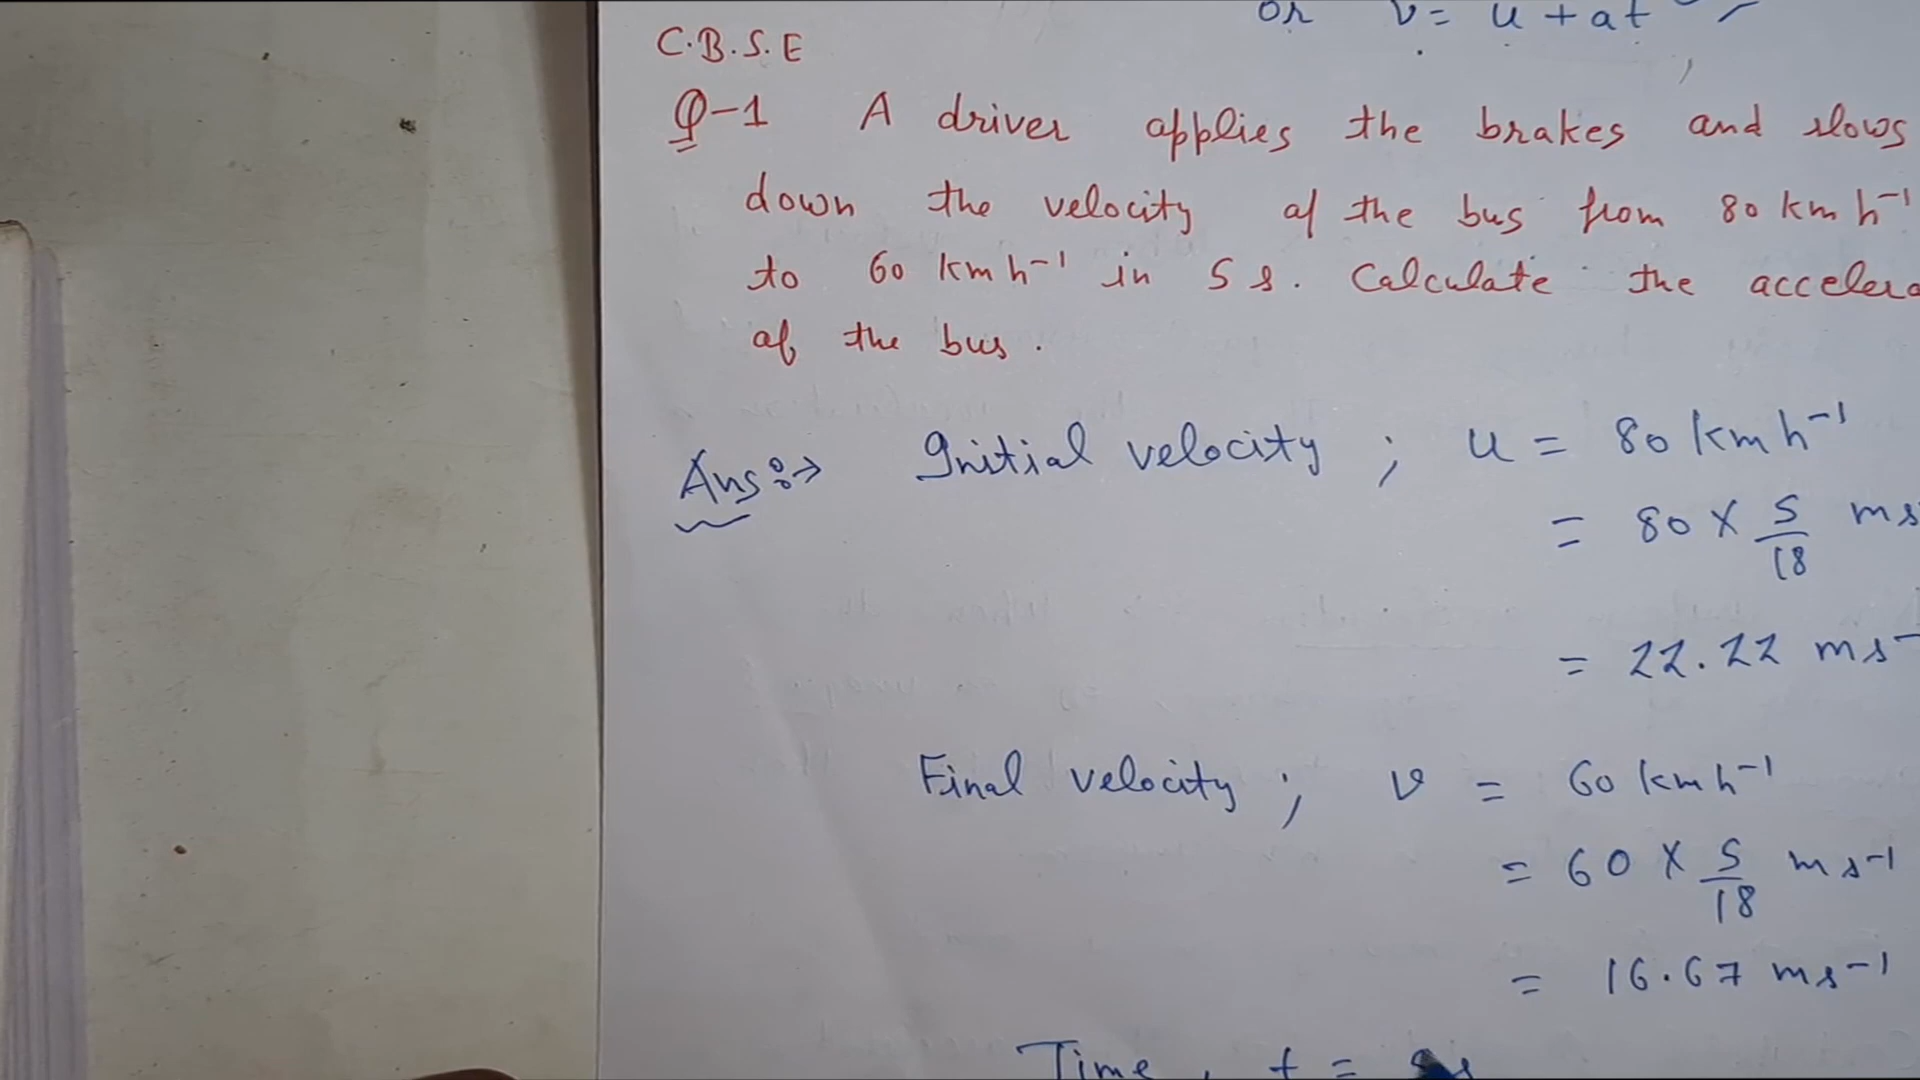 or v = u + at
C.B.S.E
Q-1 A driver applies the brakes and slows
down the velocity of the bus from 80 km h⁻¹
to 60 km h⁻¹ in 5 s. Calculate the accelera
of the bus.
Ans:→ Initial velocity ; u = 80 km h⁻¹
= 80 × 5/18 ms
= 22.22 ms⁻
Final velocity ; v = 60 km h⁻¹
= 60 × 5/18 ms⁻¹
= 16.67 ms⁻¹
Time, t =